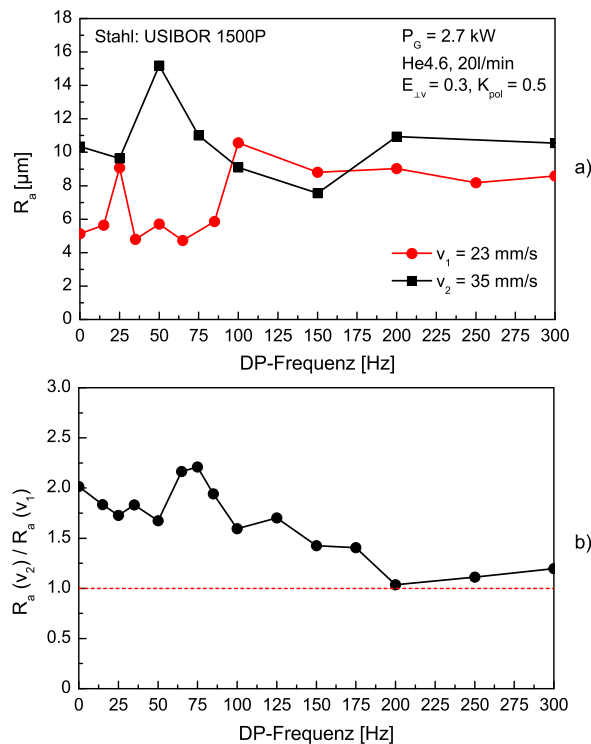 18
16
14
12
10
8
6
4
2
0
R_a [µm]
Stahl: USIBOR 1500P
P_G = 2.7 kW
He4.6, 20l/min
E_⊥v = 0.3, K_pol = 0.5
v_1 = 23 mm/s
v_2 = 35 mm/s
a)
0 25 50 75 100 125 150 175 200 225 250 275 300
DP-Frequenz [Hz]
3.0
2.5
2.0
1.5
1.0
0.5
0
R_a (v_2) / R_a (v_1)
b)
0 25 50 75 100 125 150 175 200 225 250 275 300
DP-Frequenz [Hz]